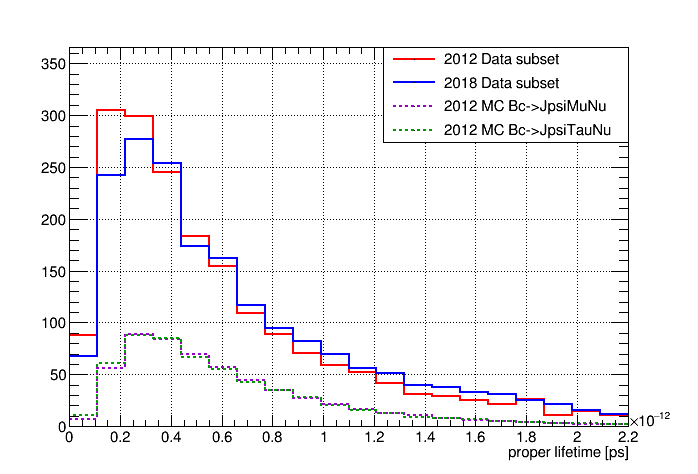 2012 Data subset
2018 Data subset
2012 MC Bc->JpsiMuNu
2012 MC Bc->JpsiTauNu
350
300
250
200
150
100
50
0
0 0.2 0.4 0.6 0.8 1 1.2 1.4 1.6 1.8 2 2.2
×10⁻¹²
proper lifetime [ps]